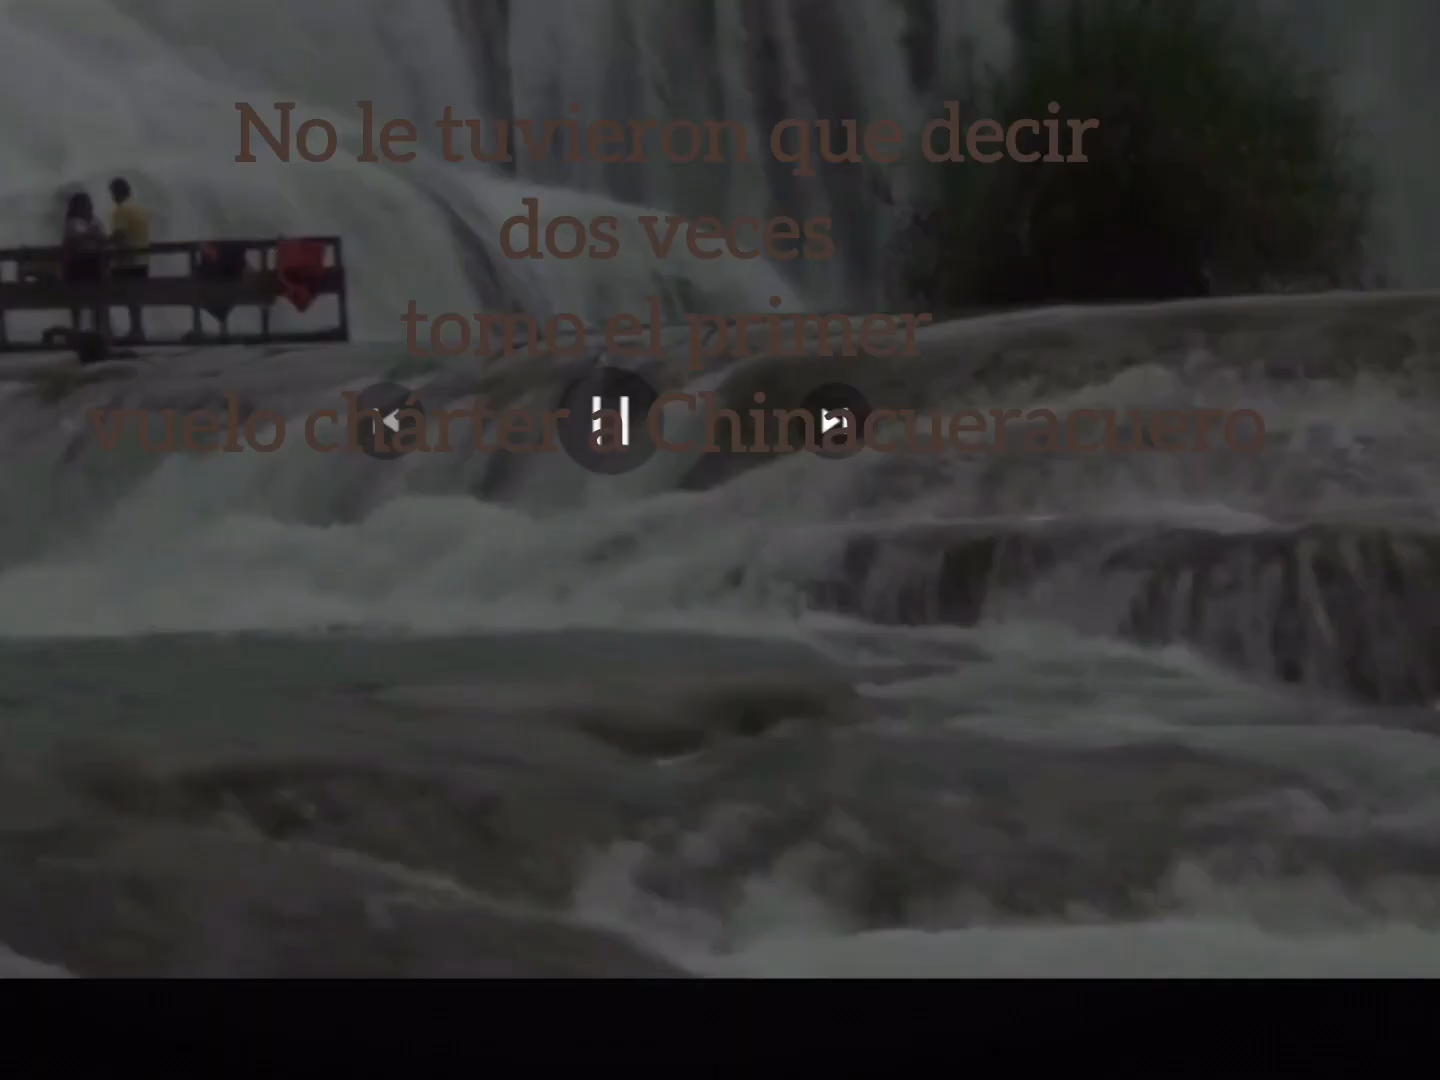 No le tuvieron que decir
dos veces
tomo el primer
vuelo chárter a Chinacueracuero